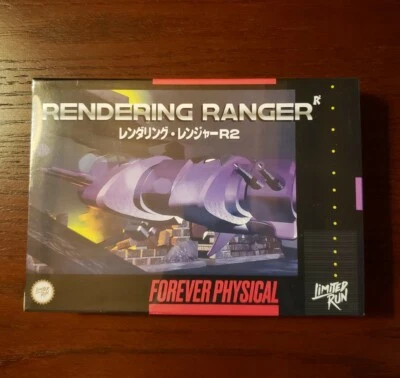 RENDERING RANGER R²
レンダリング・レンジャーR2
FOREVER PHYSICAL
LIMITED
RUN